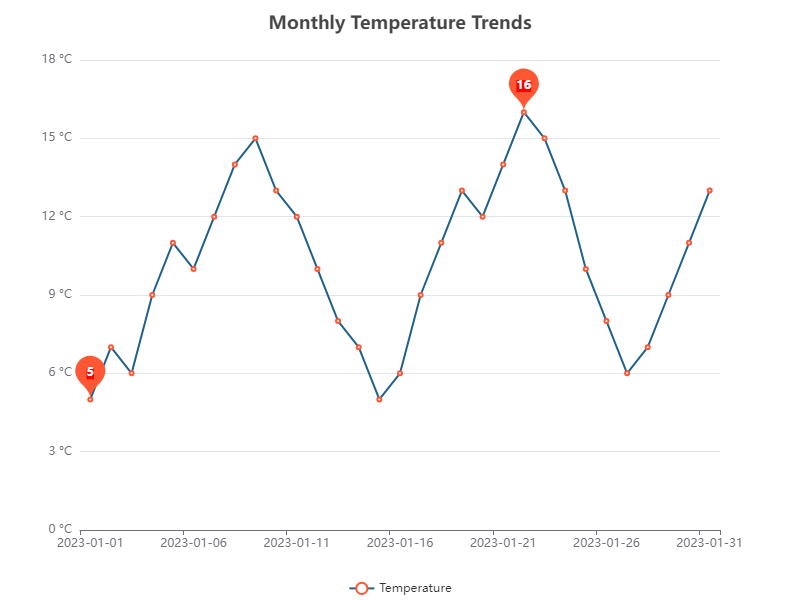 Monthly Temperature Trends
18 °C
16
15 °C
12 °C
9 °C
6 °C
5
3 °C
0 °C
2023-01-01 2023-01-06 2023-01-11 2023-01-16 2023-01-21 2023-01-26 2023-01-31
Temperature